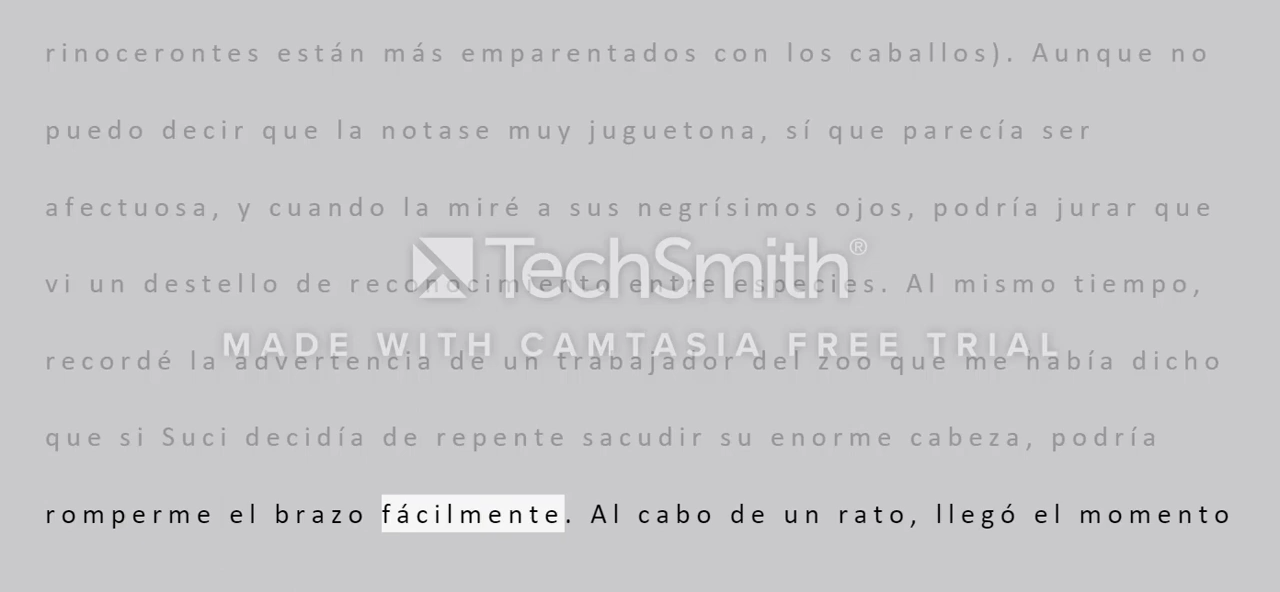 rinocerontes están más emparentados con los caballos). Aunque no
puedo decir que la notase muy juguetona, sí que parecía ser
afectuosa, y cuando la miré a sus negrísimos ojos, podría jurar que
TechSmith®
vi un destello de reconocimiento entre especies. Al mismo tiempo,
MADE WITH CAMTASIA FREE TRIAL
recordé la advertencia de un trabajador del zoo que me había dicho
que si Suci decidía de repente sacudir su enorme cabeza, podría
romperme el brazo fácilmente. Al cabo de un rato, llegó el momento